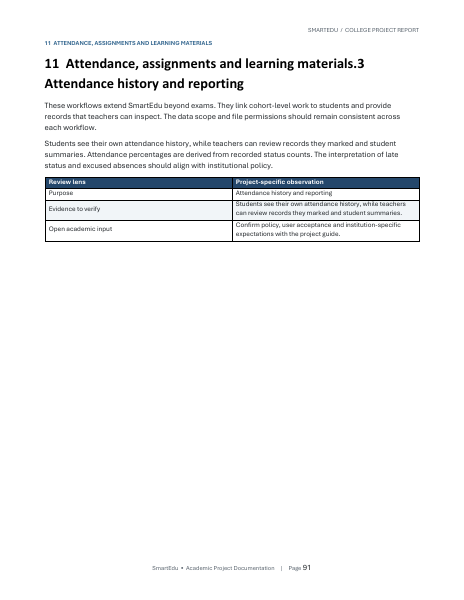 SMARTEDU / COLLEGE PROJECT REPORT
11 ATTENDANCE, ASSIGNMENTS AND LEARNING MATERIALS
11 Attendance, assignments and learning materials.3
Attendance history and reporting
These workflows extend SmartEdu beyond exams. They link cohort-level work to students and provide
records that teachers can inspect. The data scope and file permissions should remain consistent across
each workflow.
Students see their own attendance history, while teachers can review records they marked and student
summaries. Attendance percentages are derived from recorded status counts. The interpretation of late
status and excused absences should align with institutional policy.
Review lens Project-specific observation
Purpose Attendance history and reporting
Evidence to verify Students see their own attendance history, while teachers
can review records they marked and student summaries.
Open academic input Confirm policy, user acceptance and institution-specific
expectations with the project guide.
SmartEdu • Academic Project Documentation | Page 91